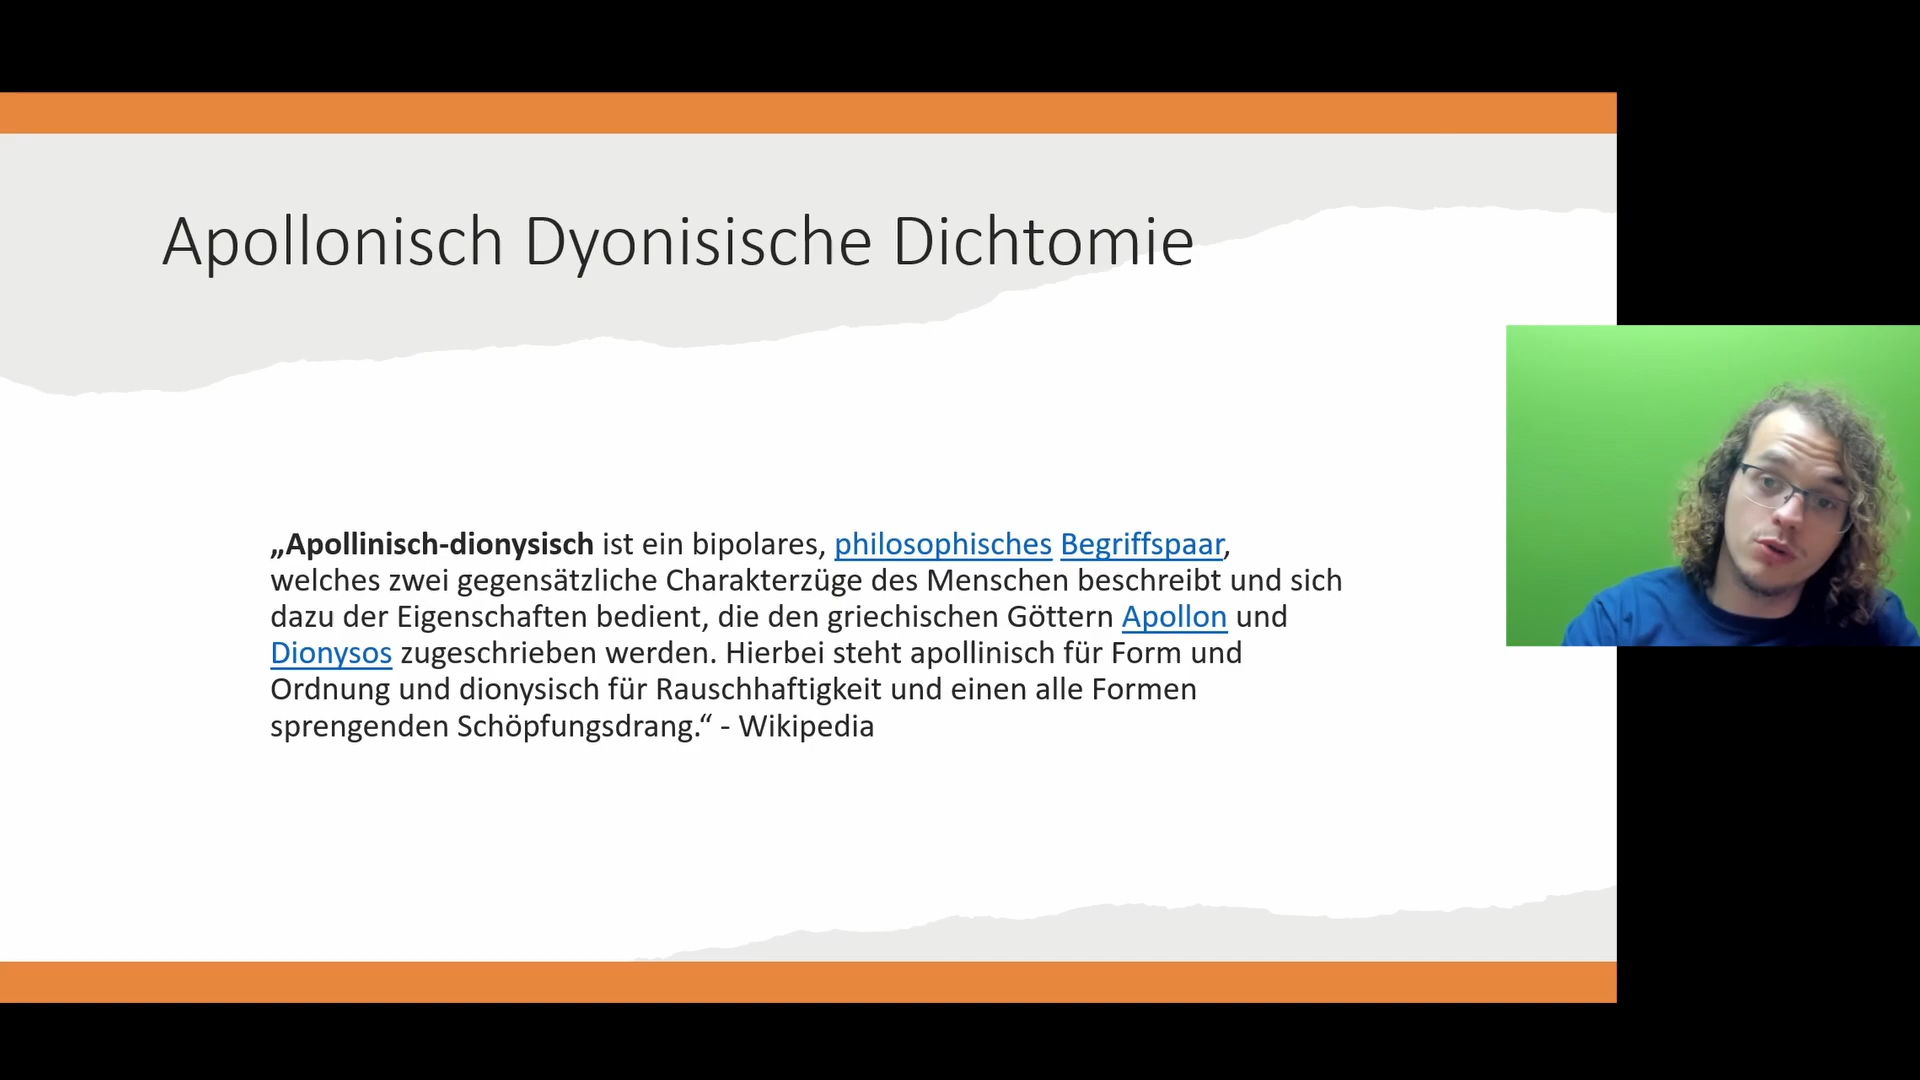 Apollonisch Dyonisische Dichtomie
„Apollinisch-dionysisch ist ein bipolares, philosophisches Begriffspaar,
welches zwei gegensätzliche Charakterzüge des Menschen beschreibt und sich
dazu der Eigenschaften bedient, die den griechischen Göttern Apollon und
Dionysos zugeschrieben werden. Hierbei steht apollinisch für Form und
Ordnung und dionysisch für Rauschhaftigkeit und einen alle Formen
sprengenden Schöpfungsdrang.“ - Wikipedia